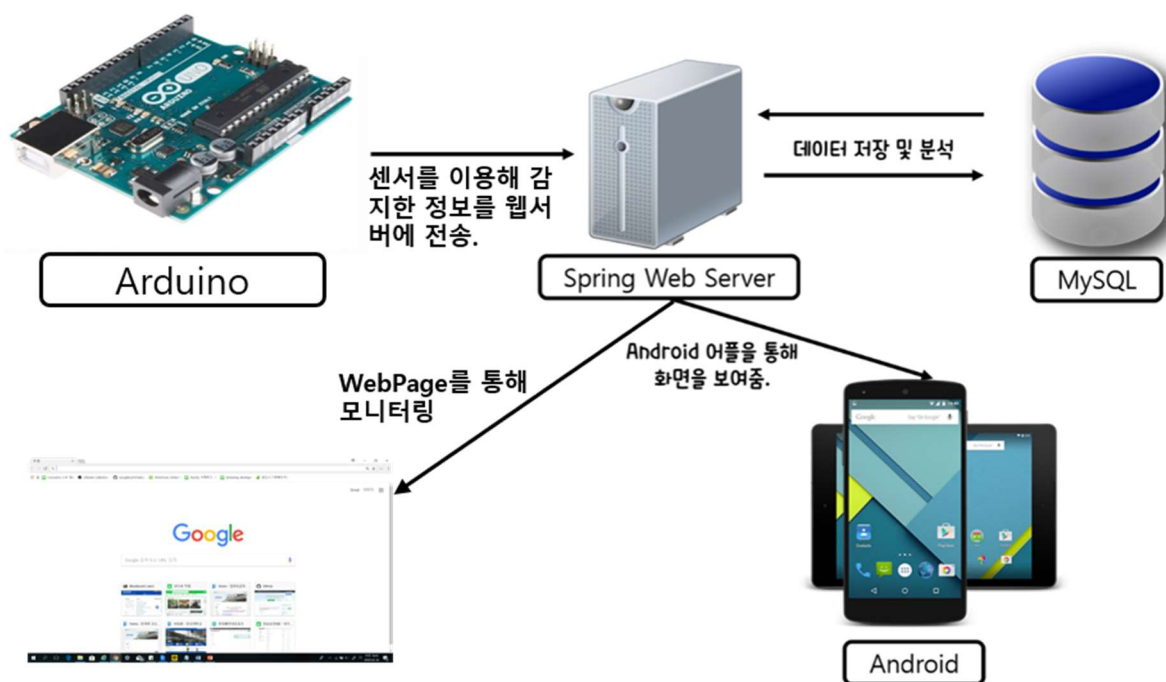 UNO
ARDUINO
센서를 이용해 감
지한 정보를 웹서
버에 전송.
데이터 저장 및 분석
Arduino
Spring Web Server
MySQL
Android 어플을 통해
화면을 보여줌.
WebPage를 통해
모니터링
Google
Google
Android